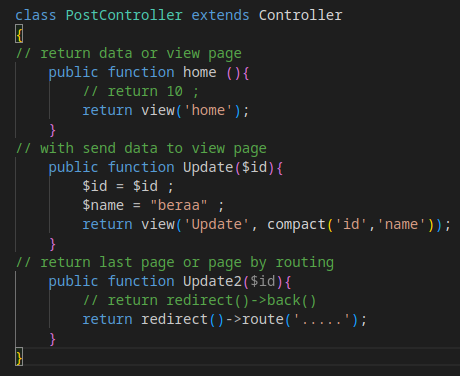 class PostController extends Controller
{
// return data or view page
    public function home (){
        // return 10 ;
        return view('home');
    }
// with send data to view page
    public function Update($id){
        $id = $id ;
        $name = "beraa" ;
        return view('Update', compact('id','name'));
    }
// return last page or page by routing
    public function Update2($id){
        // return redirect()->back()
        return redirect()->route('.....');
    }
}